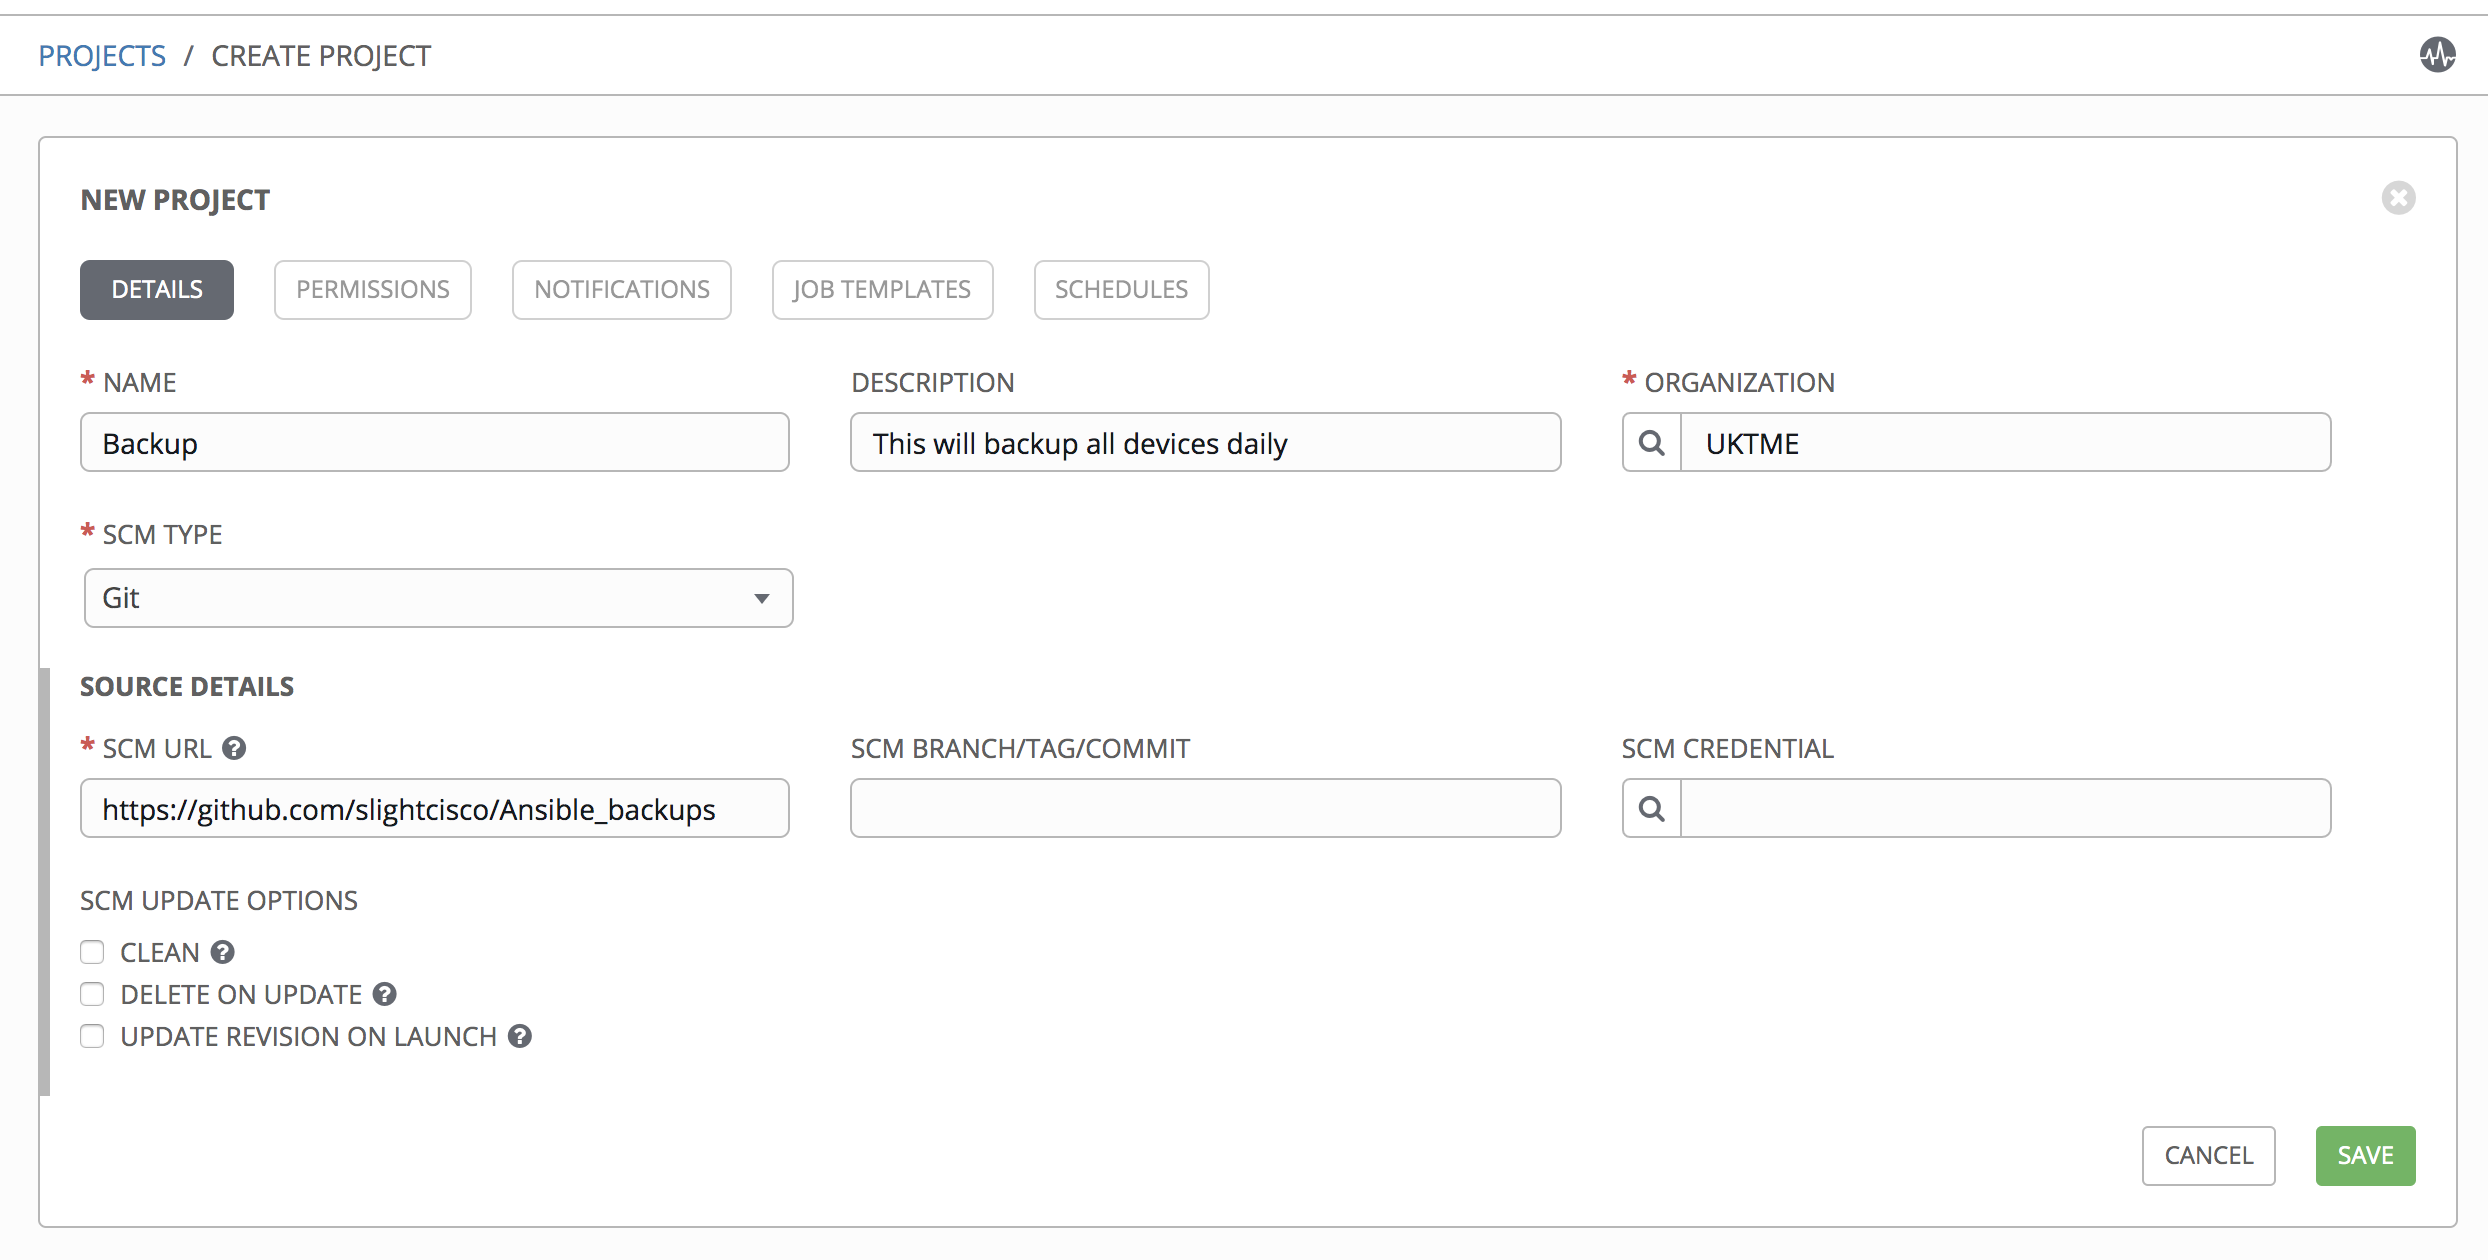 PROJECTS / CREATE PROJECT
NEW PROJECT
DETAILS PERMISSIONS NOTIFICATIONS JOB TEMPLATES SCHEDULES
* NAME DESCRIPTION * ORGANIZATION
Backup This will backup all devices daily UKTME
* SCM TYPE
Git
SOURCE DETAILS
* SCM URL ? SCM BRANCH/TAG/COMMIT SCM CREDENTIAL
https://github.com/slightcisco/Ansible_backups
SCM UPDATE OPTIONS
CLEAN ?
DELETE ON UPDATE ?
UPDATE REVISION ON LAUNCH ?
CANCEL SAVE